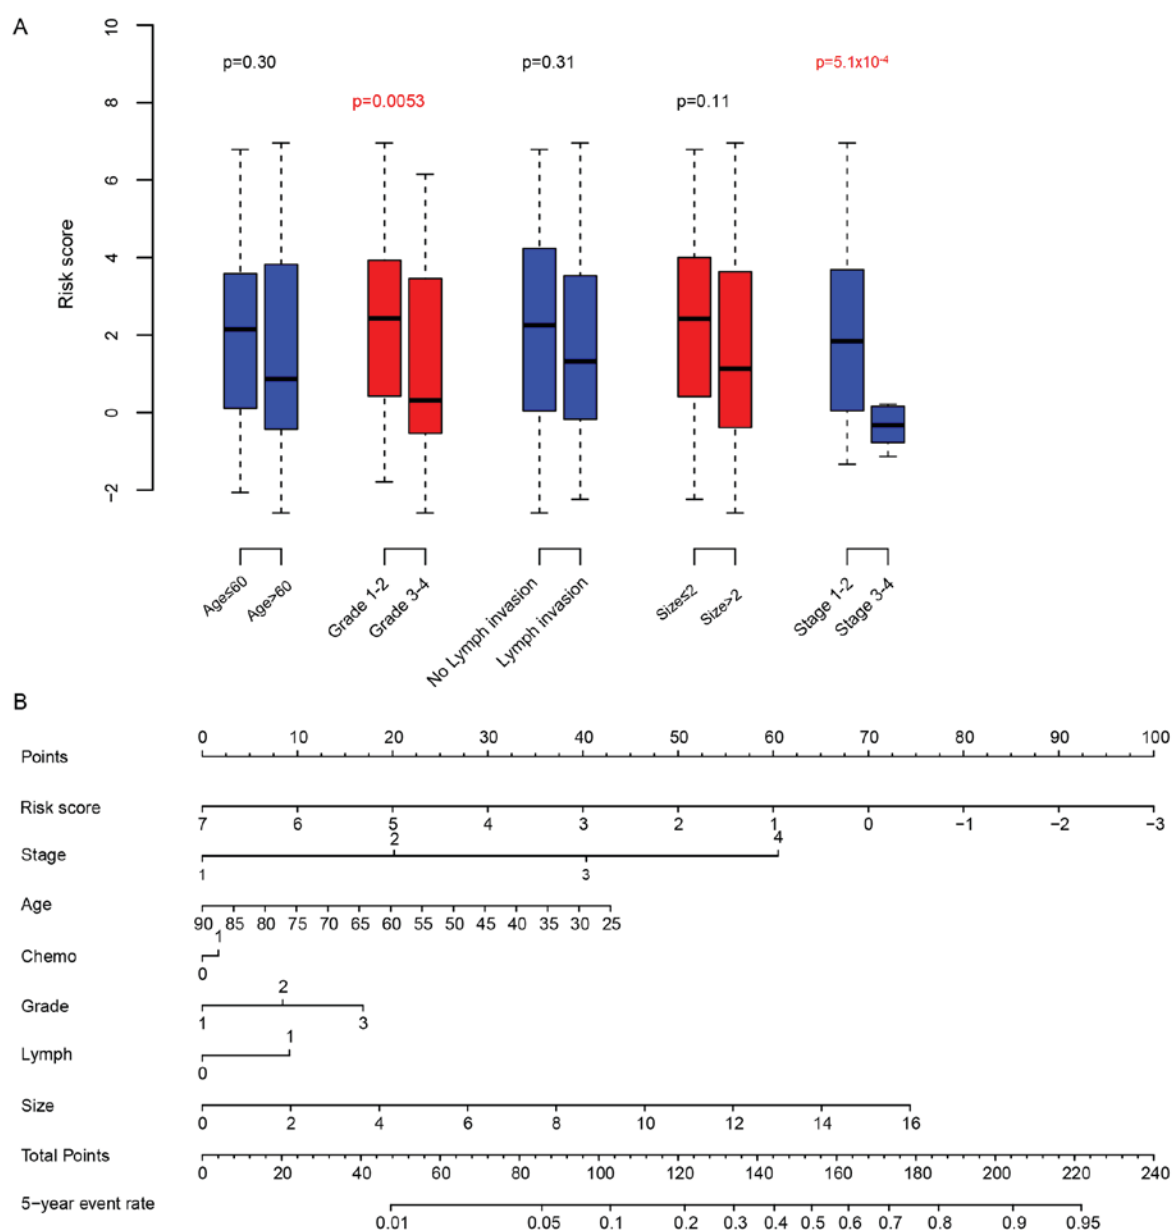 A
Risk score
10
8
6
4
2
0
−2
p=0.30
p=0.0053
p=0.31
p=0.11
p=5.1x10⁻⁴
Age≤60
Age>60
Grade 1-2
Grade 3-4
No Lymph invasion
Lymph invasion
Size≤2
Size>2
Stage 1-2
Stage 3-4
B
Points 0 10 20 30 40 50 60 70 80 90 100
Risk score 7 6 5 4 3 2 1 0 −1 −2 −3
Stage 1 2 3 4
Age 90 85 80 75 70 65 60 55 50 45 40 35 30 25
Chemo 0 1
Grade 1 2 3
Lymph 0 1
Size 0 2 4 6 8 10 12 14 16
Total Points 0 20 40 60 80 100 120 140 160 180 200 220 240
5−year event rate 0.01 0.05 0.1 0.2 0.3 0.4 0.5 0.6 0.7 0.8 0.9 0.95